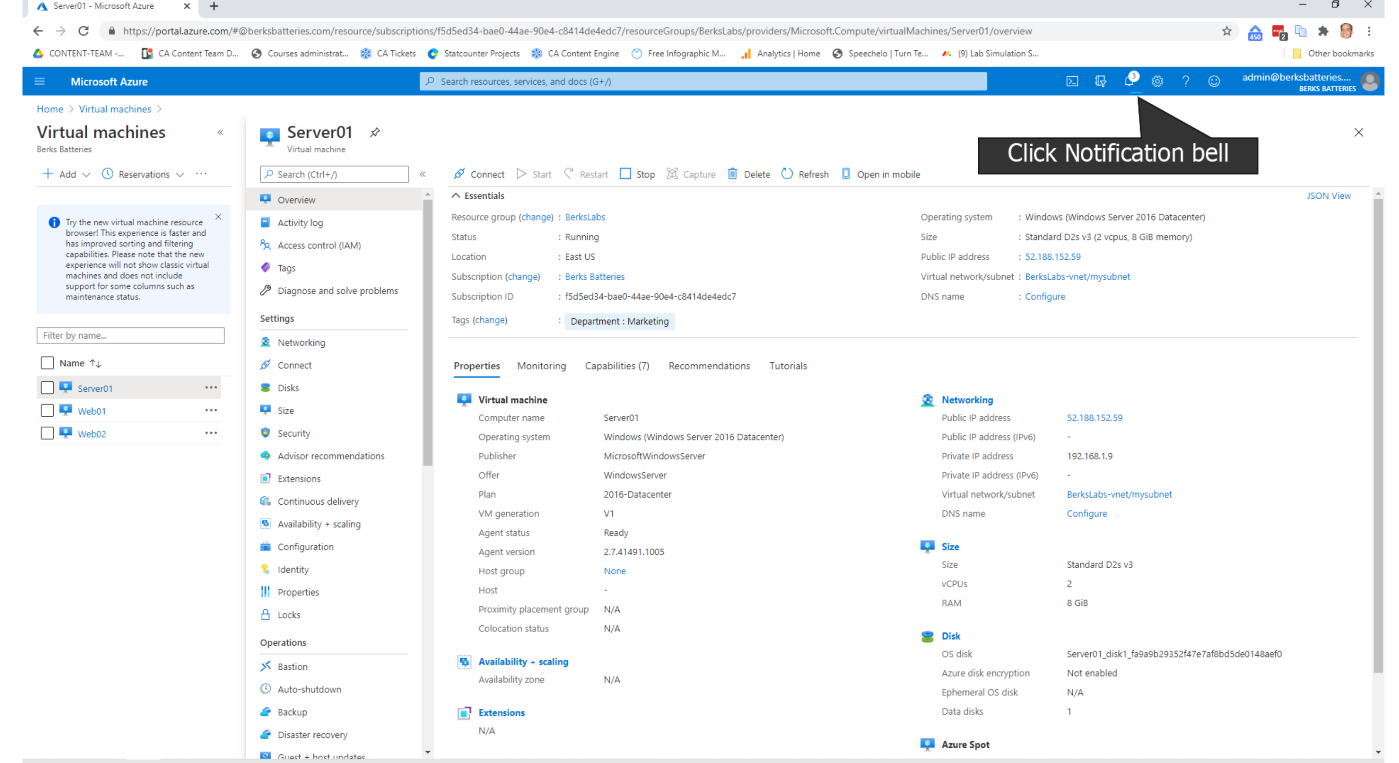 Server01 - Microsoft Azure
https://portal.azure.com/#@berksbatteries.com/resource/subscriptions/f5d5ed34-bae0-44ae-90e4-c8414de4edc7/resourceGroups/BerksLabs/providers/Microsoft.Compute/virtualMachines/Server01/overview
CONTENT-TEAM -... CA Content Team D... Courses administrat... CA Tickets Statcounter Projects CA Content Engine Free Infographic M... Analytics | Home Speechelo | Turn Te... (9) Lab Simulation S... Other bookmarks
Microsoft Azure
Search resources, services, and docs (G+/)
3
admin@berksbatteries....
BERKS BATTERIES
Click Notification bell
Home > Virtual machines >
Virtual machines «
Berks Batteries
Add Reservations ...
Try the new virtual machine resource
browser! This experience is faster and
has improved sorting and filtering
capabilities. Please note that the new
experience will not show classic virtual
machines and does not include
support for some columns such as
maintenance status.
Filter by name...
Name ↑↓
Server01 ...
Web01 ...
Web02 ...
Server01
Virtual machine
Search (Ctrl+/) «
Overview
Activity log
Access control (IAM)
Tags
Diagnose and solve problems
Settings
Networking
Connect
Disks
Size
Security
Advisor recommendations
Extensions
Continuous delivery
Availability + scaling
Configuration
Identity
Properties
Locks
Operations
Bastion
Auto-shutdown
Backup
Disaster recovery
Guest + host updates
Connect Start Restart Stop Capture Delete Refresh Open in mobile
Essentials JSON View
Resource group (change) : BerksLabs
Status : Running
Location : East US
Subscription (change) : Berks Batteries
Subscription ID : f5d5ed34-bae0-44ae-90e4-c8414de4edc7
Tags (change) : Department : Marketing
Operating system : Windows (Windows Server 2016 Datacenter)
Size : Standard D2s v3 (2 vcpus, 8 GiB memory)
Public IP address : 52.188.152.59
Virtual network/subnet : BerksLabs-vnet/mysubnet
DNS name : Configure
Properties Monitoring Capabilities (7) Recommendations Tutorials
Virtual machine
Computer name Server01
Operating system Windows (Windows Server 2016 Datacenter)
Publisher MicrosoftWindowsServer
Offer WindowsServer
Plan 2016-Datacenter
VM generation V1
Agent status Ready
Agent version 2.7.41491.1005
Host group None
Host -
Proximity placement group N/A
Colocation status N/A
Availability + scaling
Availability zone N/A
Extensions
N/A
Networking
Public IP address 52.188.152.59
Public IP address (IPv6) -
Private IP address 192.168.1.9
Private IP address (IPv6) -
Virtual network/subnet BerksLabs-vnet/mysubnet
DNS name Configure
Size
Size Standard D2s v3
vCPUs 2
RAM 8 GiB
Disk
OS disk Server01_disk1_fa9a9b29352f47e7af8bd5de0148aef0
Azure disk encryption Not enabled
Ephemeral OS disk N/A
Data disks 1
Azure Spot